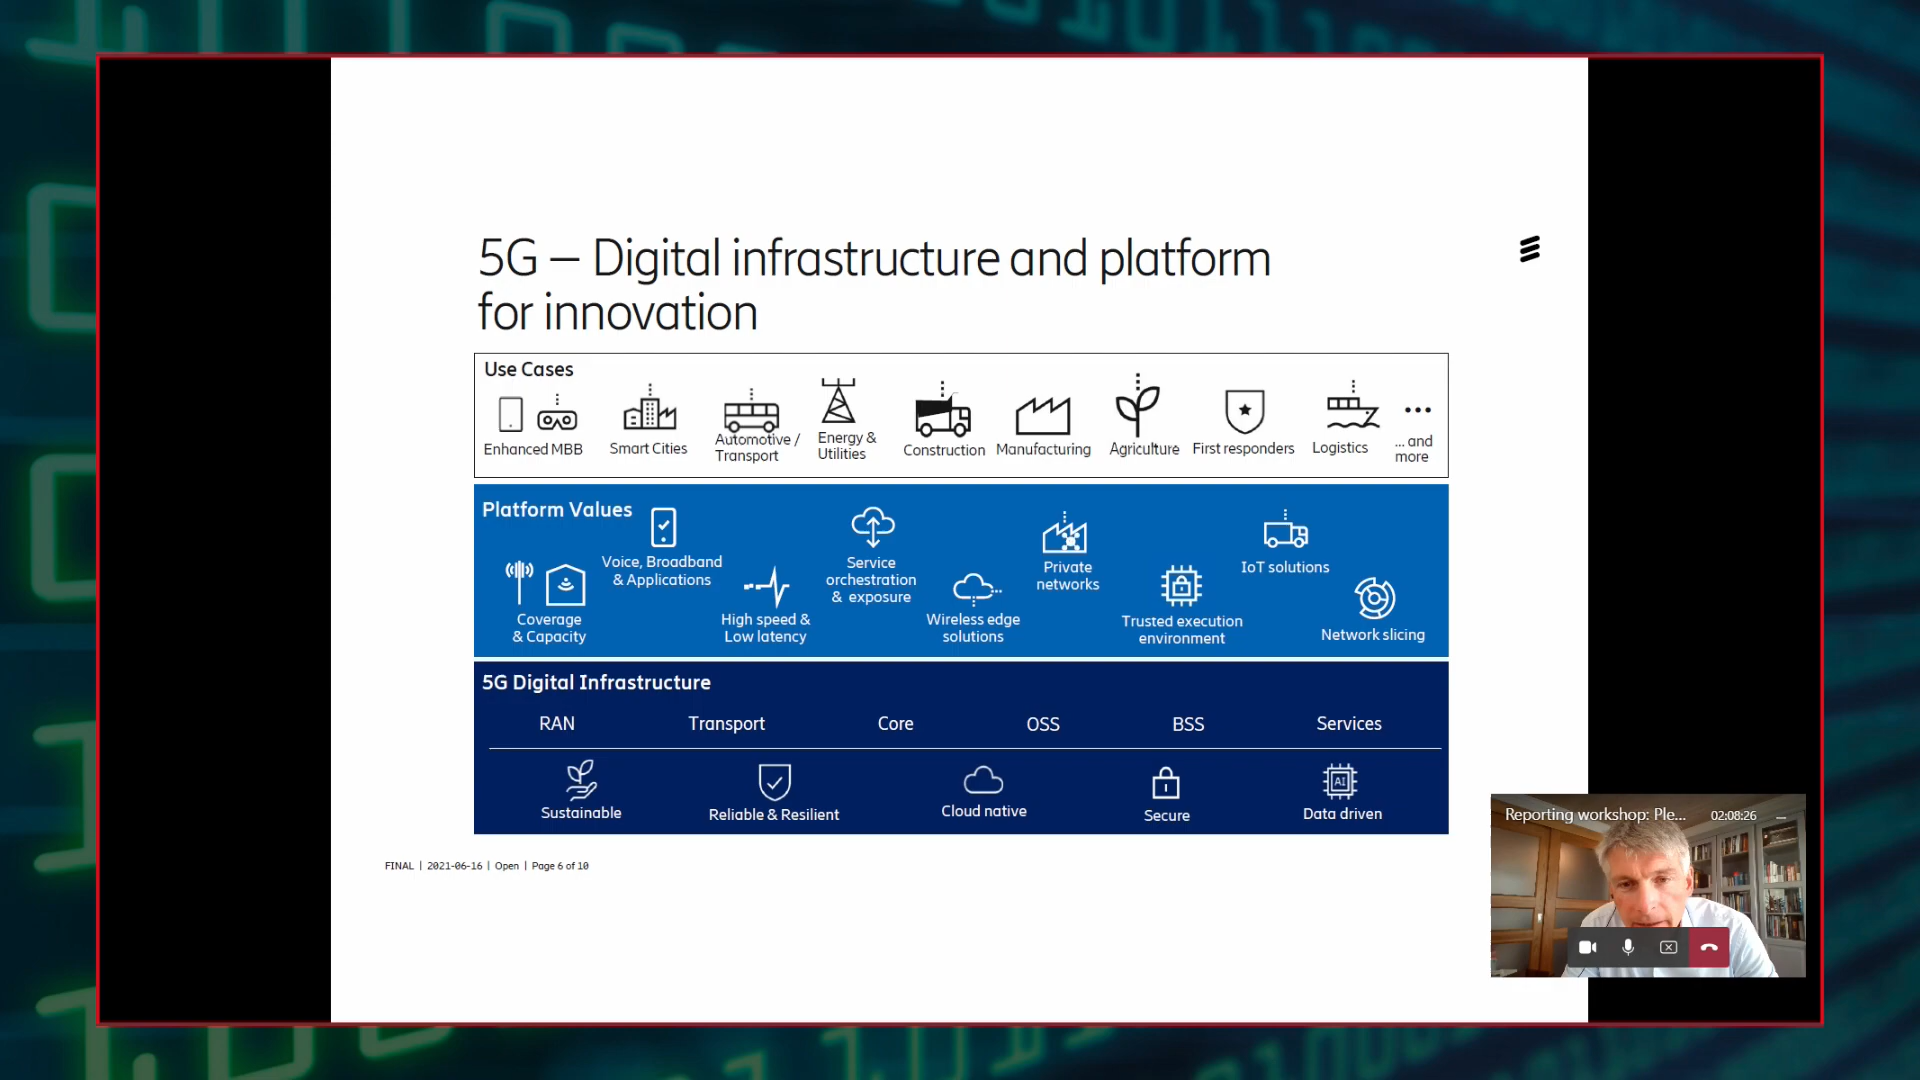 5G — Digital infrastructure and platform
for innovation
Use Cases
Enhanced MBB
Smart Cities
Automotive /
Transport
Energy &
Utilities
Construction
Manufacturing
Agriculture
First responders
Logistics
... and
more
Platform Values
Coverage
& Capacity
Voice, Broadband
& Applications
High speed &
Low latency
Service
orchestration
& exposure
Wireless edge
solutions
Private
networks
Trusted execution
environment
IoT solutions
Network slicing
5G Digital Infrastructure
RAN Transport Core OSS BSS Services
AI
Sustainable
Reliable & Resilient
Cloud native
Secure
Data driven
FINAL | 2021-06-16 | Open | Page 6 of 10
Reporting workshop: Ple... 02:08:26